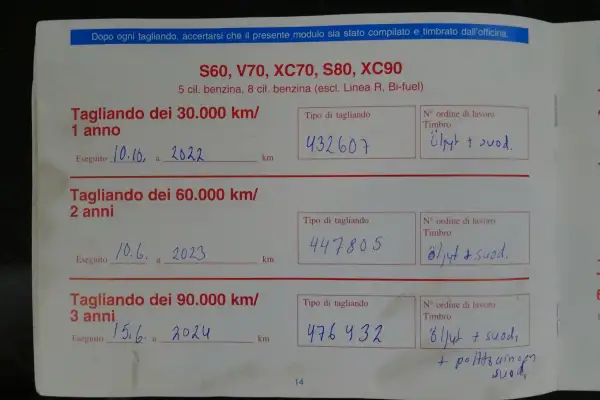 Dopo ogni tagliando, accertarsi che il presente modulo sia stato compilato e timbrato dall'officina.
S60, V70, XC70, S80, XC90
5 cil. benzina, 8 cil. benzina (escl. Linea R, Bi-fuel)
Tagliando dei 30.000 km/
1 anno
Tipo di tagliando
432607
N° ordine di lavoro
Timbro
Öljyt + suod.
Eseguito 10.10. a 2022 km
Tagliando dei 60.000 km/
2 anni
Tipo di tagliando
447805
N° ordine di lavoro
Timbro
öljyt + suod.
Eseguito 10.6. a 2023 km
Tagliando dei 90.000 km/
3 anni
Tipo di tagliando
476432
N° ordine di lavoro
Timbro
Öljyt + suod,
+ polttoainen
suod,
Eseguito 15.6. a 2024 km
14